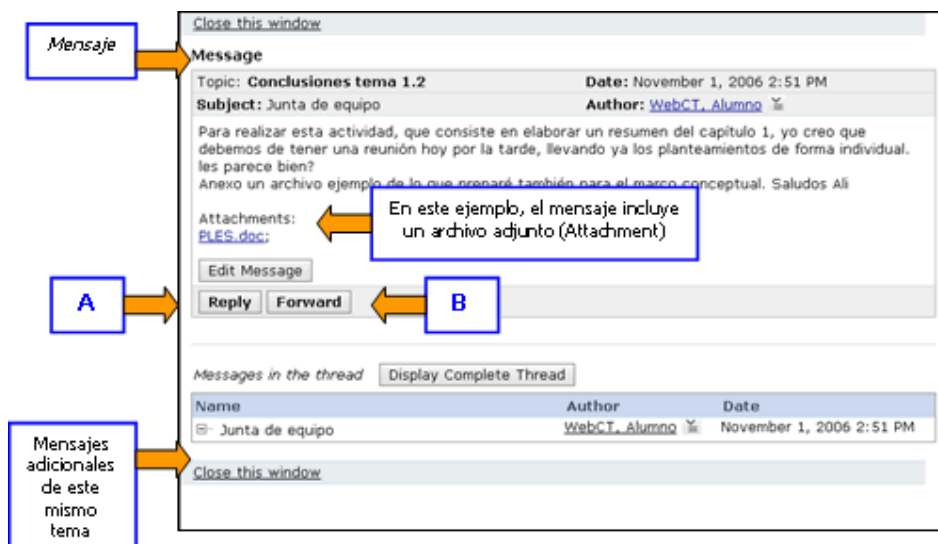 Close this window
Mensaje
Message
Topic: Conclusiones tema 1.2 Date: November 1, 2006 2:51 PM
Subject: Junta de equipo Author: WebCT, Alumno
Para realizar esta actividad, que consiste en elaborar un resumen del capítulo 1, yo creo que
debemos de tener una reunión hoy por la tarde, llevando ya los planteamientos de forma individual.
les parece bien?
Anexo un archivo ejemplo de lo que preparé también para el marco conceptual. Saludos Ali
En este ejemplo, el mensaje incluye
un archivo adjunto (Attachment)
Attachments:
PLES.doc;
Edit Message
A
Reply Forward
B
Messages in the thread Display Complete Thread
Name Author Date
Junta de equipo WebCT, Alumno November 1, 2006 2:51 PM
Mensajes
adicionales
de este
mismo
tema
Close this window